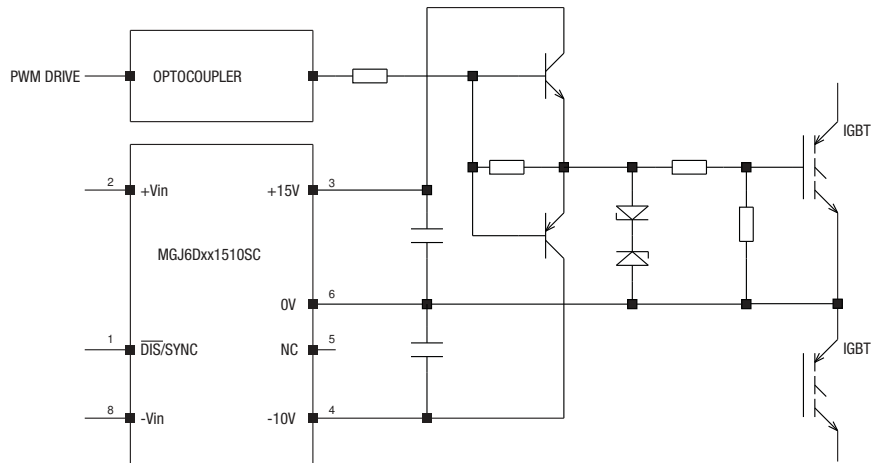 PWM DRIVE
OPTOCOUPLER
IGBT
2
+Vin
+15V
3
MGJ6Dxx1510SC
0V
6
1
DIS/SYNC
NC
5
IGBT
8
-Vin
-10V
4